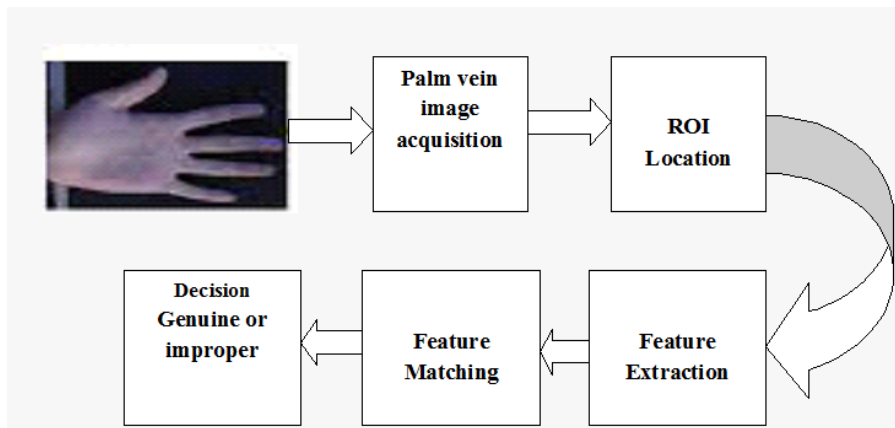 Palm vein
image
acquisition
ROI
Location
Decision
Genuine or
improper
Feature
Matching
Feature
Extraction